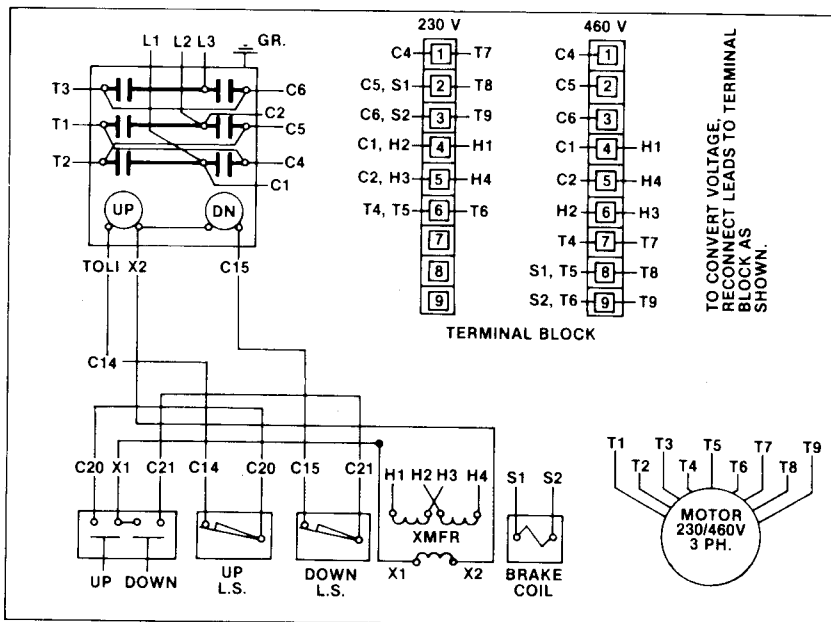 L1 L2 L3 GR.
T3 C6
C2
T1 C5
T2 C4
C1
UP DN
TOLI X2 C15
C14
230 V
C4 1 T7
C5, S1 2 T8
C6, S2 3 T9
C1, H2 4 H1
C2, H3 5 H4
T4, T5 6 T6
7
8
9
460 V
C4 1
C5 2
C6 3
C1 4 H1
C2 5 H4
H2 6 H3
T4 7 T7
S1, T5 8 T8
S2, T6 9 T9
TERMINAL BLOCK
TO CONVERT VOLTAGE,
RECONNECT LEADS TO TERMINAL
BLOCK AS
SHOWN.
C20 X1 C21 C14 C20 C15 C21
UP DOWN
UP
L.S.
DOWN
L.S.
H1 H2 H3 H4
XMFR
X1 X2
S1 S2
BRAKE
COIL
T1 T2 T3 T4 T5 T6 T7 T8 T9
MOTOR
230/460V
3 PH.